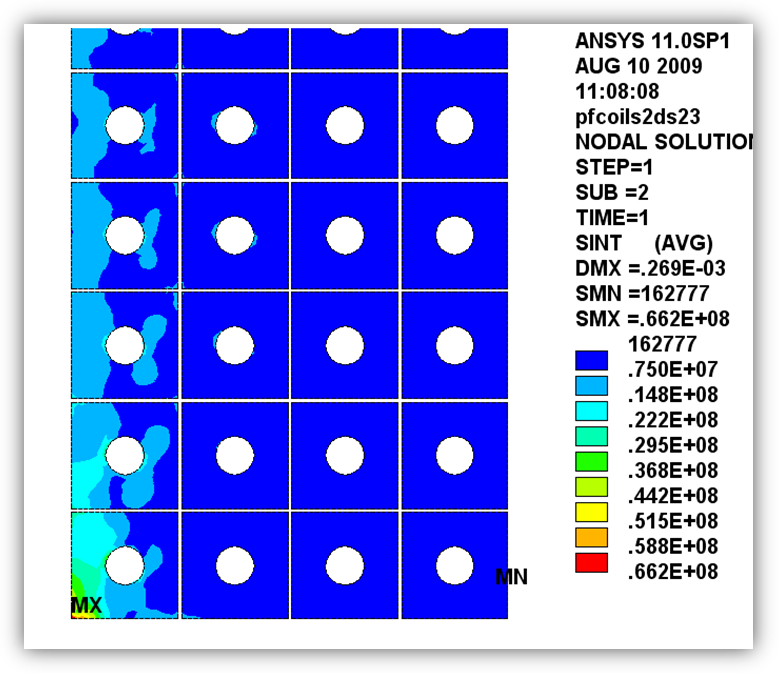 ANSYS 11.0SP1
AUG 10 2009
11:08:08
pfcoils2ds23
NODAL SOLUTION
STEP=1
SUB =2
TIME=1
SINT (AVG)
DMX =.269E-03
SMN =162777
SMX =.662E+08
162777
.750E+07
.148E+08
.222E+08
.295E+08
.368E+08
.442E+08
.515E+08
.588E+08
.662E+08
MN
MX